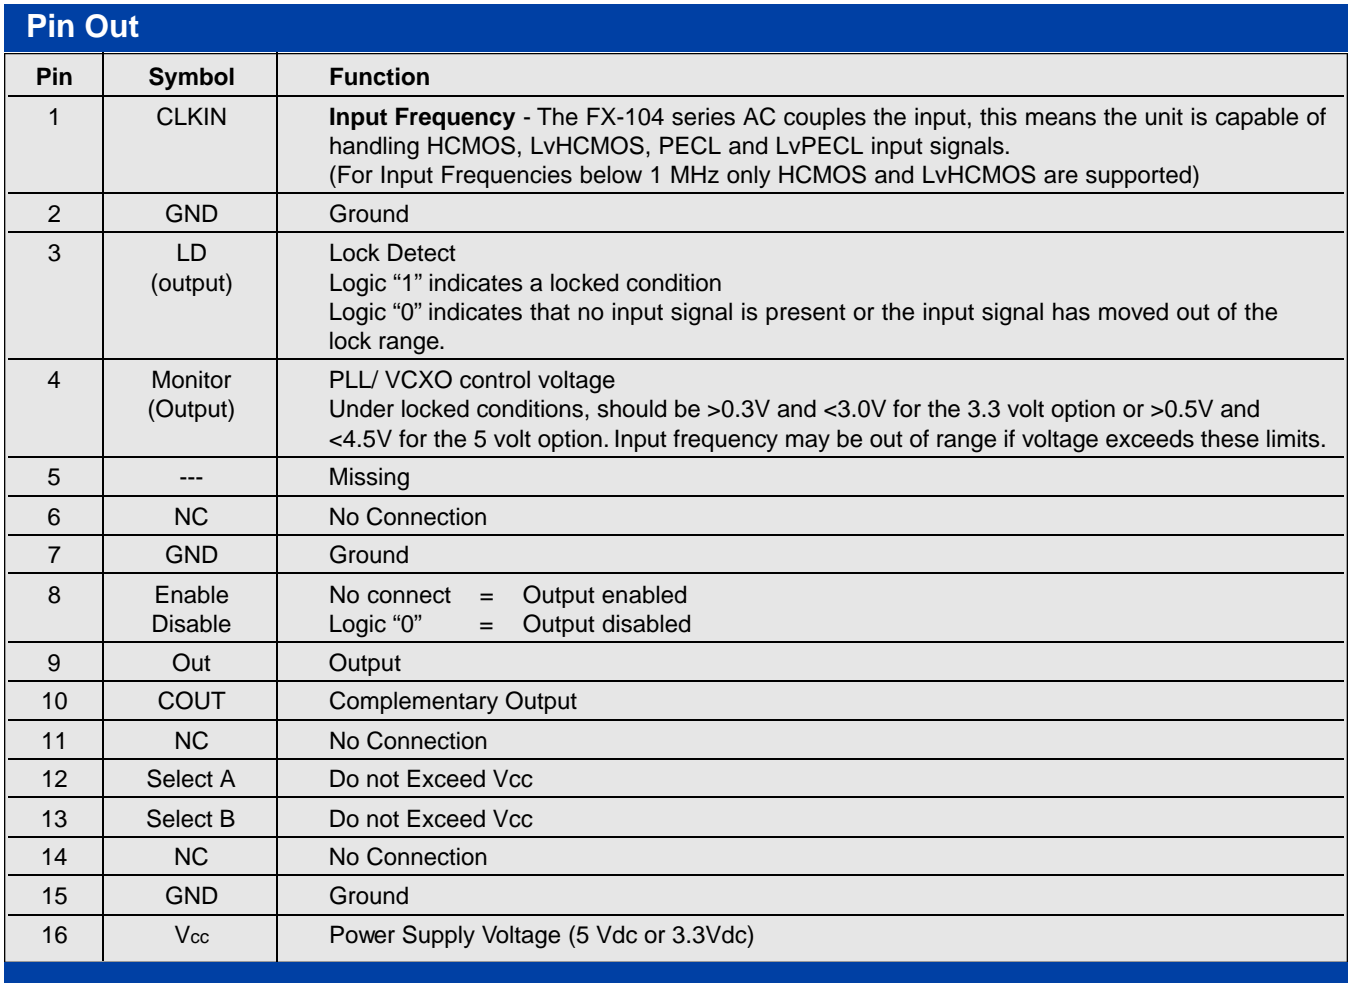 Pin Out
Pin Symbol Function
1 CLKIN Input Frequency - The FX-104 series AC couples the input, this means the unit is capable of
handling HCMOS, LvHCMOS, PECL and LvPECL input signals.
(For Input Frequencies below 1 MHz only HCMOS and LvHCMOS are supported)
2 GND Ground
3 LD Lock Detect
(output) Logic “1” indicates a locked condition
Logic “0” indicates that no input signal is present or the input signal has moved out of the
lock range.
4 Monitor PLL/ VCXO control voltage
(Output) Under locked conditions, should be >0.3V and <3.0V for the 3.3 volt option or >0.5V and
<4.5V for the 5 volt option. Input frequency may be out of range if voltage exceeds these limits.
5 --- Missing
6 NC No Connection
7 GND Ground
8 Enable No connect = Output enabled
Disable Logic “0” = Output disabled
9 Out Output
10 COUT Complementary Output
11 NC No Connection
12 Select A Do not Exceed Vcc
13 Select B Do not Exceed Vcc
14 NC No Connection
15 GND Ground
16 Vcc Power Supply Voltage (5 Vdc or 3.3Vdc)